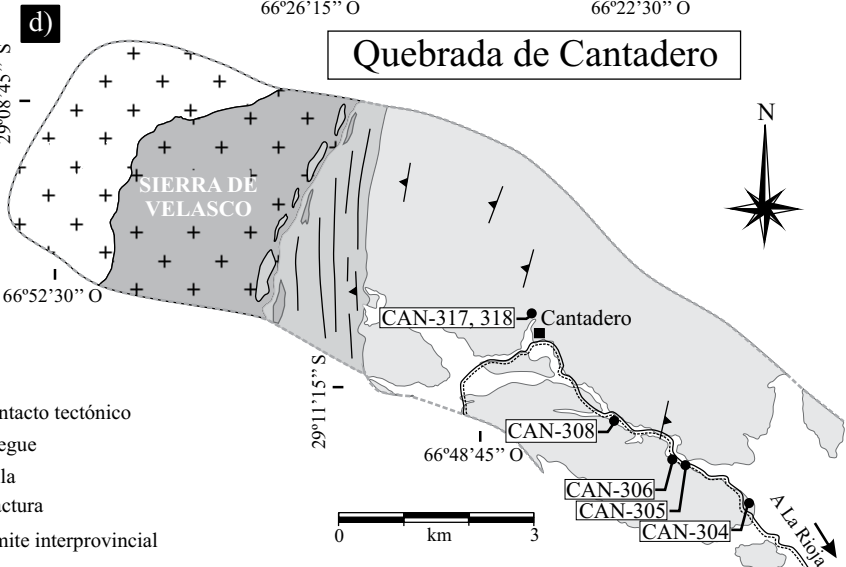 66º26'15’’ O
66º22'30’’ O
d)
Quebrada de Cantadero
29º08'45’’ S
N
SIERRA DE
VELASCO
66º52'30’’ O
CAN-317, 318
Cantadero
29º11'15’’ S
ntacto tectónico
CAN-308
egue
66º48'45’’ O
la
CAN-306
ctura
CAN-305
CAN-304
A La Rioja
0 km 3
mite interprovincial